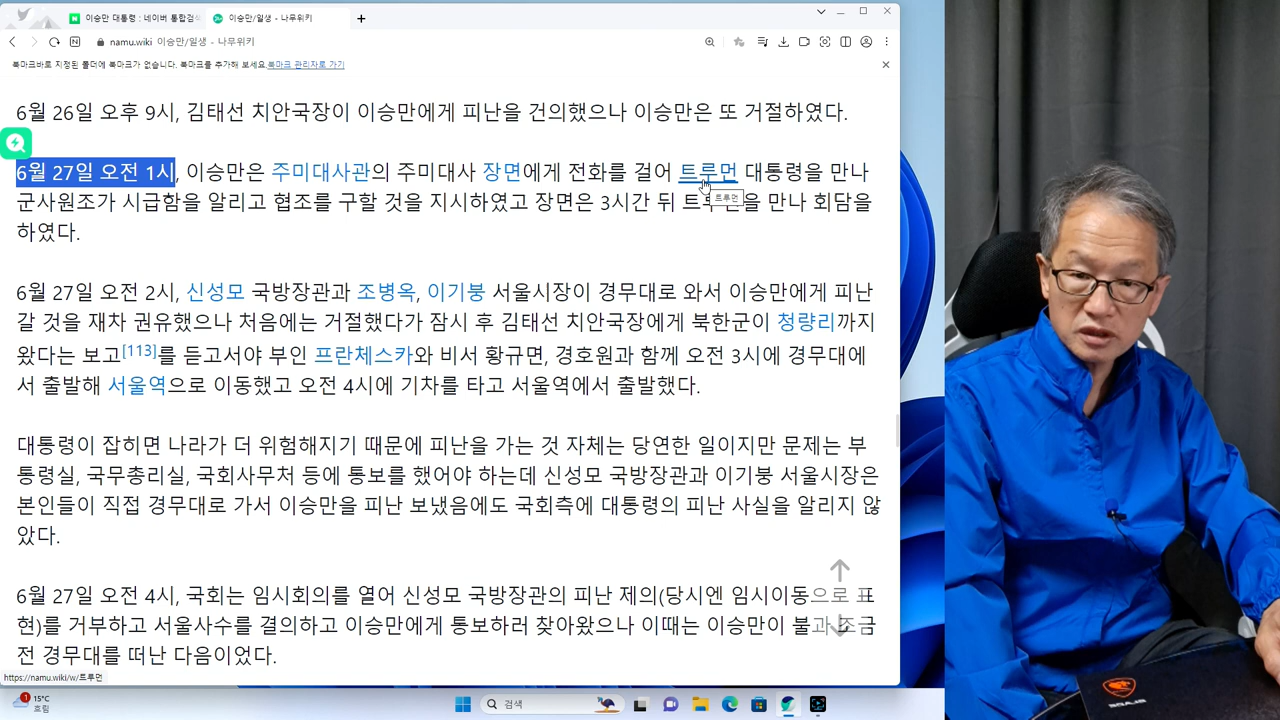 이승만 대통령 : 네이버 통합검색
이승만/일생 - 나무위키
namu.wiki 이승만/일생 - 나무위키
북마크바로 지정된 폴더에 북마크가 없습니다. 북마크를 추가해 보세요. 북마크 관리자로 가기
6월 26일 오후 9시, 김태선 치안국장이 이승만에게 피난을 건의했으나 이승만은 또 거절하였다.
6월 27일 오전 1시, 이승만은 주미대사관의 주미대사 장면에게 전화를 걸어 트루먼 대통령을 만나
군사원조가 시급함을 알리고 협조를 구할 것을 지시하였고 장면은 3시간 뒤 트루먼을 만나 회담을
하였다.
트루먼
6월 27일 오전 2시, 신성모 국방장관과 조병옥, 이기붕 서울시장이 경무대로 와서 이승만에게 피난
갈 것을 재차 권유했으나 처음에는 거절했다가 잠시 후 김태선 치안국장에게 북한군이 청량리까지
왔다는 보고[113]를 듣고서야 부인 프란체스카와 비서 황규면, 경호원과 함께 오전 3시에 경무대에
서 출발해 서울역으로 이동했고 오전 4시에 기차를 타고 서울역에서 출발했다.
대통령이 잡히면 나라가 더 위험해지기 때문에 피난을 가는 것 자체는 당연한 일이지만 문제는 부
통령실, 국무총리실, 국회사무처 등에 통보를 했어야 하는데 신성모 국방장관과 이기붕 서울시장은
본인들이 직접 경무대로 가서 이승만을 피난 보냈음에도 국회측에 대통령의 피난 사실을 알리지 않
았다.
6월 27일 오전 4시, 국회는 임시회의를 열어 신성모 국방장관의 피난 제의(당시엔 임시이동으로 표
현)를 거부하고 서울사수를 결의하고 이승만에게 통보하러 찾아왔으나 이때는 이승만이 불과 조금
전 경무대를 떠난 다음이었다.
https://namu.wiki/w/트루먼
1
15°C
흐림
검색